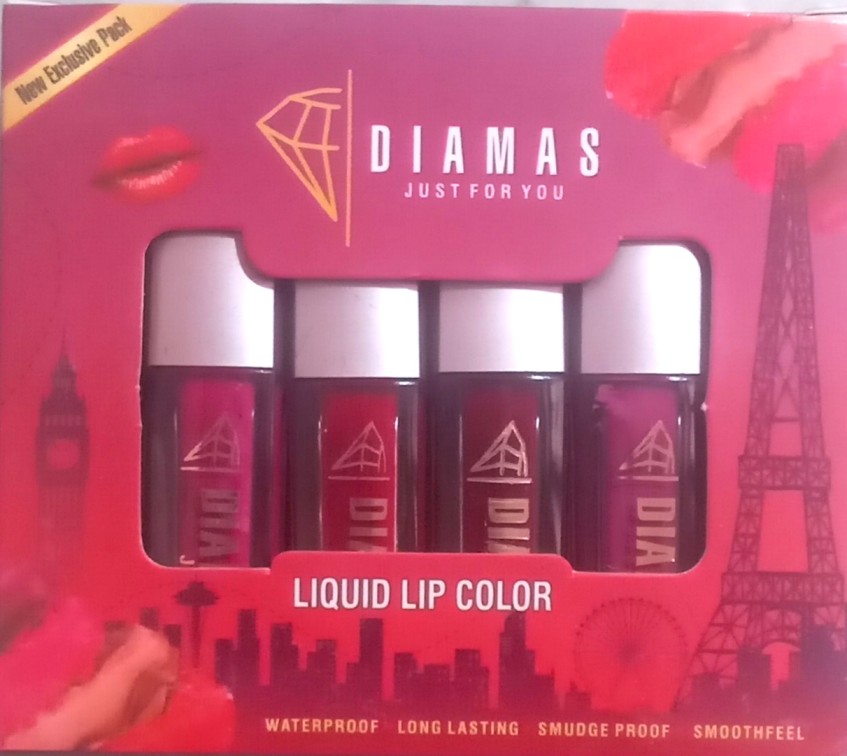 New Exclusive Pack
DIAMAS
JUST FOR YOU
DIA
DIA
DIA
DIA
LIQUID LIP COLOR
WATERPROOF LONG LASTING SMUDGE PROOF SMOOTHFEEL